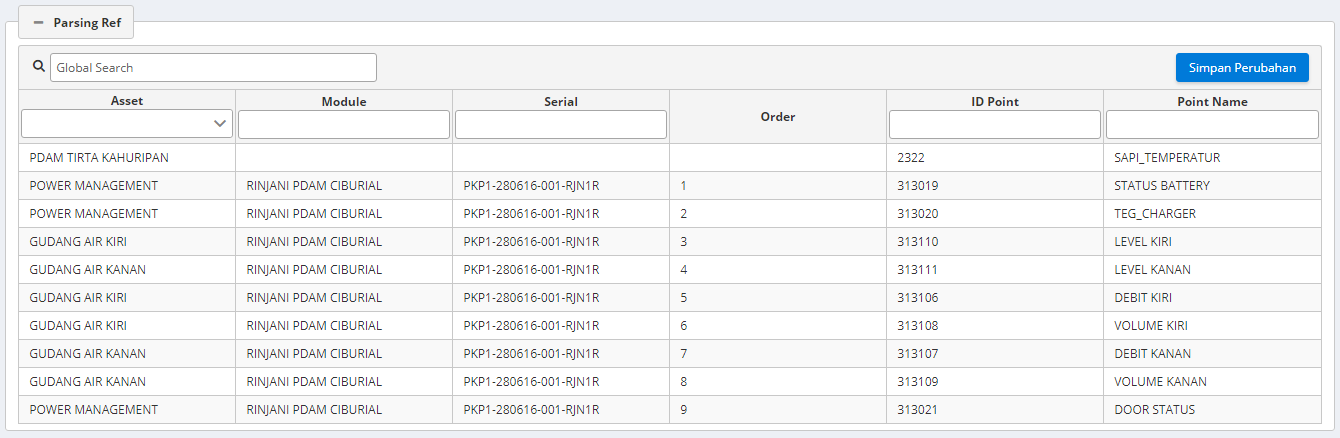 Parsing Ref
Global Search Simpan Perubahan
Asset Module Serial Order ID Point Point Name
PDAM TIRTA KAHURIPAN 2322 SAPI_TEMPERATUR
POWER MANAGEMENT RINJANI PDAM CIBURIAL PKP1-280616-001-RJN1R 1 313019 STATUS BATTERY
POWER MANAGEMENT RINJANI PDAM CIBURIAL PKP1-280616-001-RJN1R 2 313020 TEG_CHARGER
GUDANG AIR KIRI RINJANI PDAM CIBURIAL PKP1-280616-001-RJN1R 3 313110 LEVEL KIRI
GUDANG AIR KANAN RINJANI PDAM CIBURIAL PKP1-280616-001-RJN1R 4 313111 LEVEL KANAN
GUDANG AIR KIRI RINJANI PDAM CIBURIAL PKP1-280616-001-RJN1R 5 313106 DEBIT KIRI
GUDANG AIR KIRI RINJANI PDAM CIBURIAL PKP1-280616-001-RJN1R 6 313108 VOLUME KIRI
GUDANG AIR KANAN RINJANI PDAM CIBURIAL PKP1-280616-001-RJN1R 7 313107 DEBIT KANAN
GUDANG AIR KANAN RINJANI PDAM CIBURIAL PKP1-280616-001-RJN1R 8 313109 VOLUME KANAN
POWER MANAGEMENT RINJANI PDAM CIBURIAL PKP1-280616-001-RJN1R 9 313021 DOOR STATUS